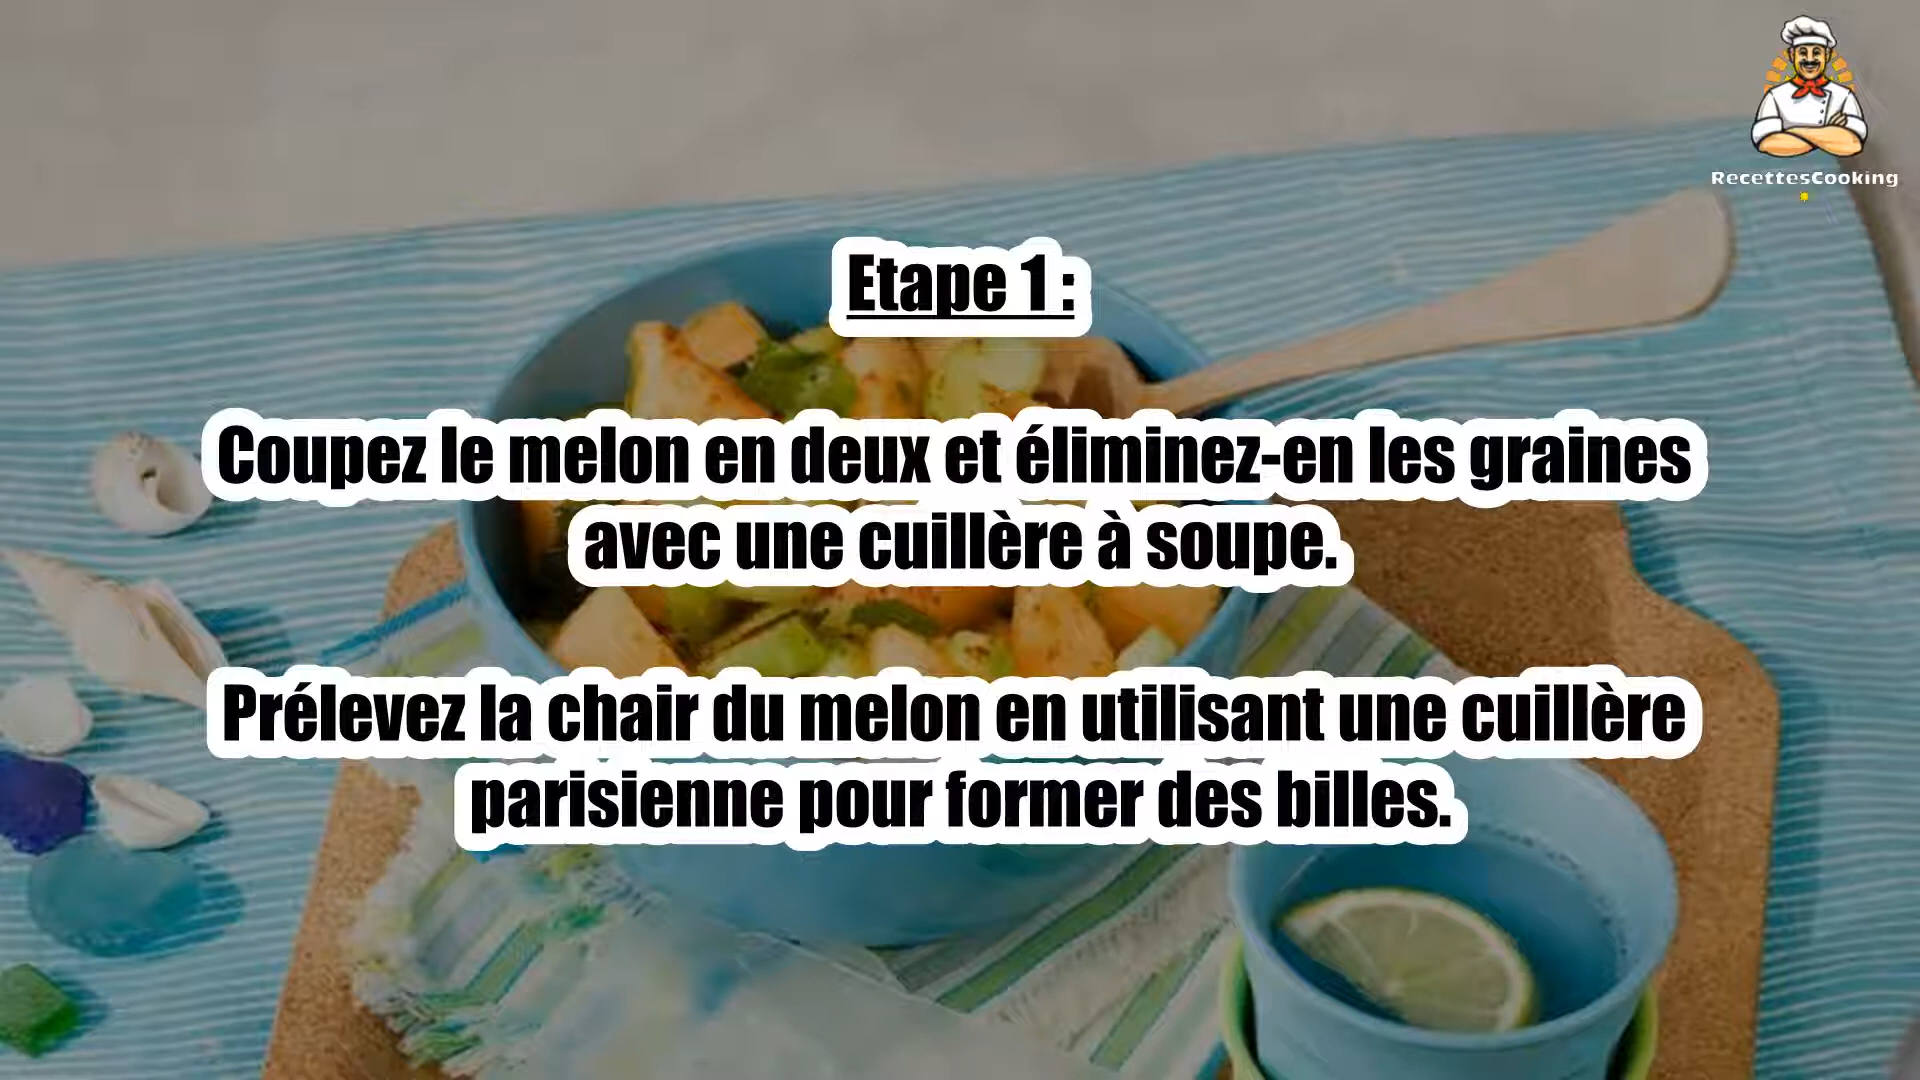 RecettesCooking
Etape 1 :
Coupez le melon en deux et éliminez-en les graines
avec une cuillère à soupe.
Prélevez la chair du melon en utilisant une cuillère
parisienne pour former des billes.